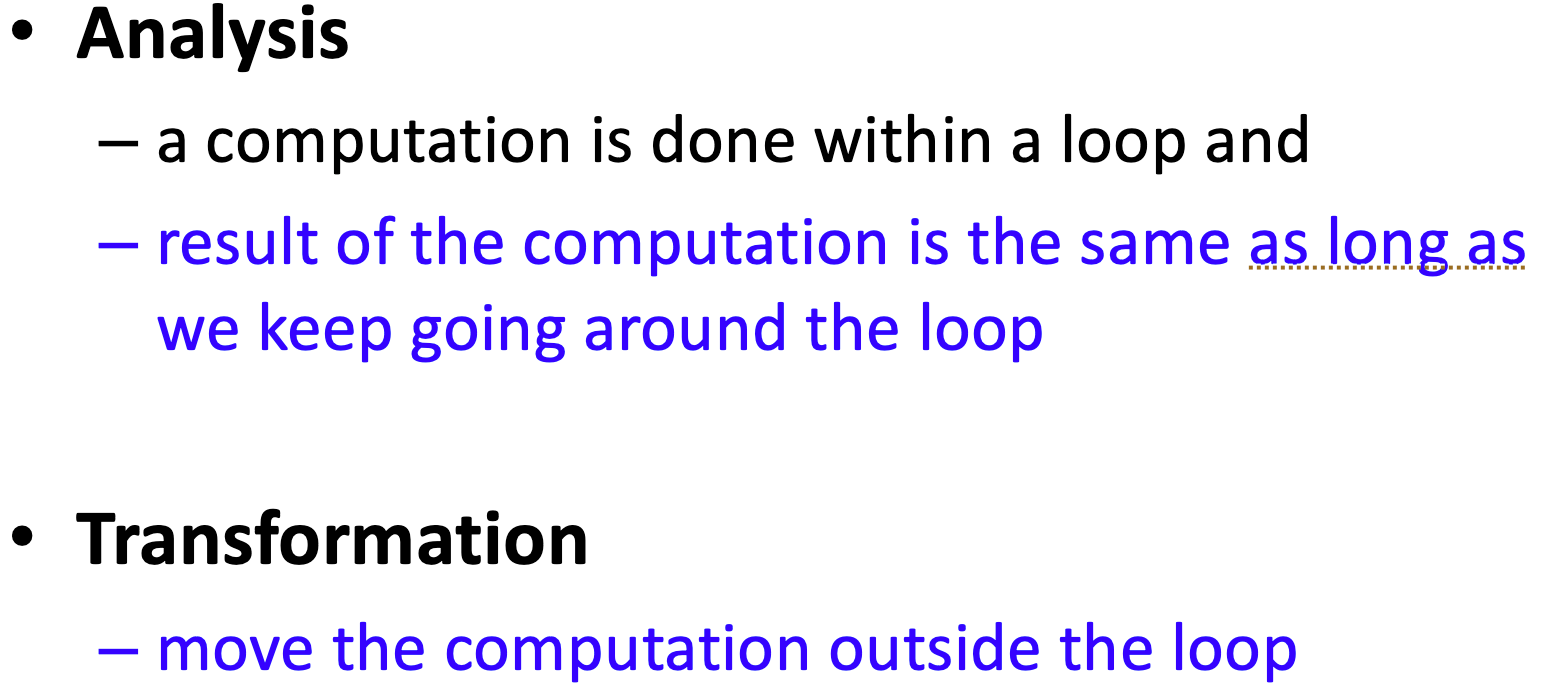 • Analysis
– a computation is done within a loop and
– result of the computation is the same as long as
we keep going around the loop
• Transformation
– move the computation outside the loop